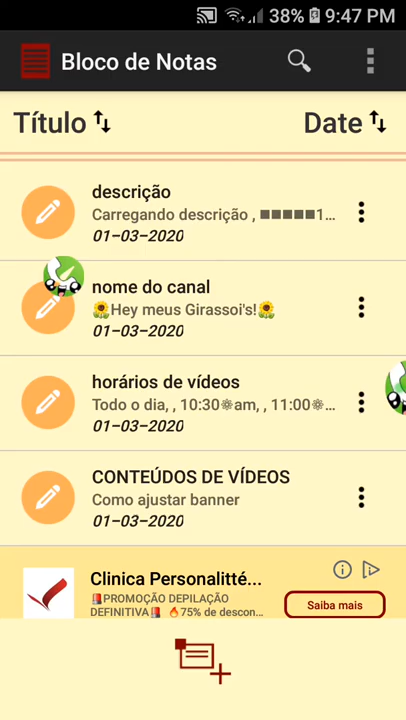 38% 9:47 PM
Bloco de Notas
Título Date
descrição
Carregando descrição , ■■■■■1...
01-03-2020
nome do canal
🌻Hey meus Girassoi's!🌻
01-03-2020
horários de vídeos
Todo o dia, , 10:30❊am, , 11:00❊...
01-03-2020
CONTEÚDOS DE VÍDEOS
Como ajustar banner
01-03-2020
Clinica Personalitté...
🚨PROMOÇÃO DEPILAÇÃO
DEFINITIVA🚨 🔥75% de descon...
Saiba mais